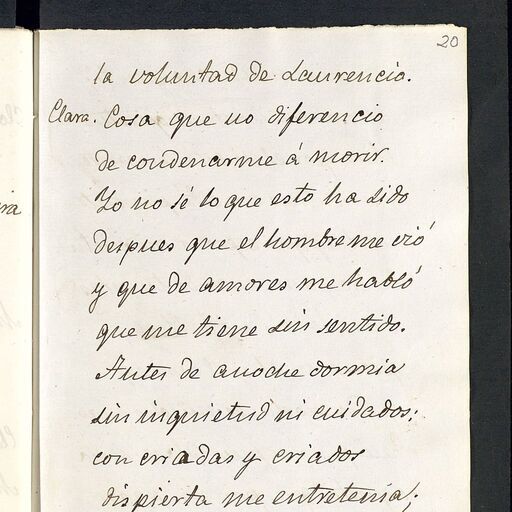 20
la voluntad de Laurencio.
Clara. Cosa que no diferencio
de condenarme á morir.
Yo no sé lo que esto ha sido
despues que el hombre me vió
y que de amores me habló
que me tiene sin sentido.
Antes de anoche dormia
sin inquietud ni cuidados;
con criadas y criados
dispierta me entretenia;
ra